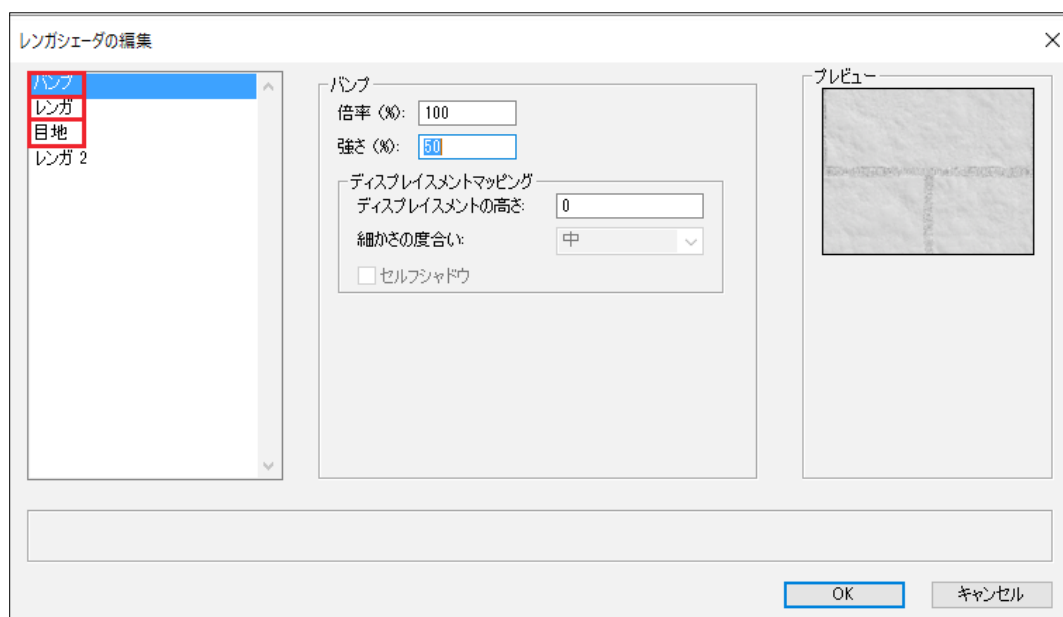 レンガシェーダの編集
バンプ
レンガ
目地
レンガ 2
バンプ
倍率 (%): 100
強さ (%): 50
ディスプレイスメントマッピング
ディスプレイスメントの高さ: 0
細かさの度合い: 中
セルフシャドウ
プレビュー
OK
キャンセル